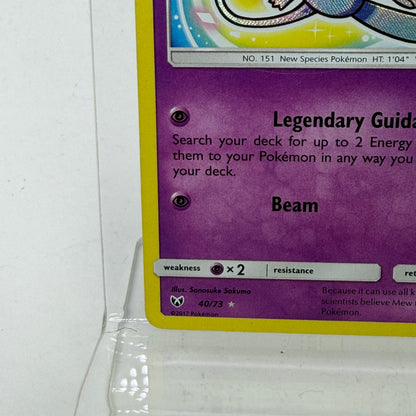 NO. 151 New Species Pokémon HT: 1'04"
Legendary Guida
Search your deck for up to 2 Energy
them to your Pokémon in any way you
your deck.
Beam
weakness × 2 resistance ret
Illus. Sanosuke Sakuma
40/73 ★
©2017 Pokémon
Because it can use all k
scientists believe Mew
Pokémon.